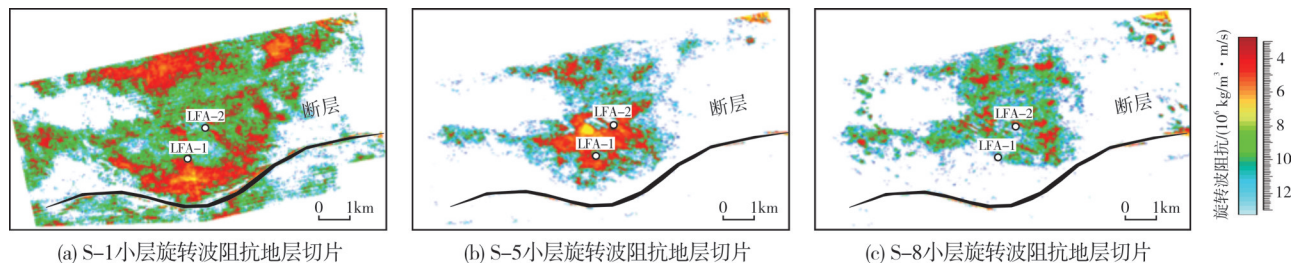 LFA-2
LFA-1
断层
0 1km
(a) S-1小层旋转波阻抗地层切片
LFA-2
LFA-1
断层
0 1km
(b) S-5小层旋转波阻抗地层切片
LFA-2
LFA-1
断层
0 1km
(c) S-8小层旋转波阻抗地层切片
4
6
8
10
12
旋转波阻抗/(10⁶ kg/m³·m/s)